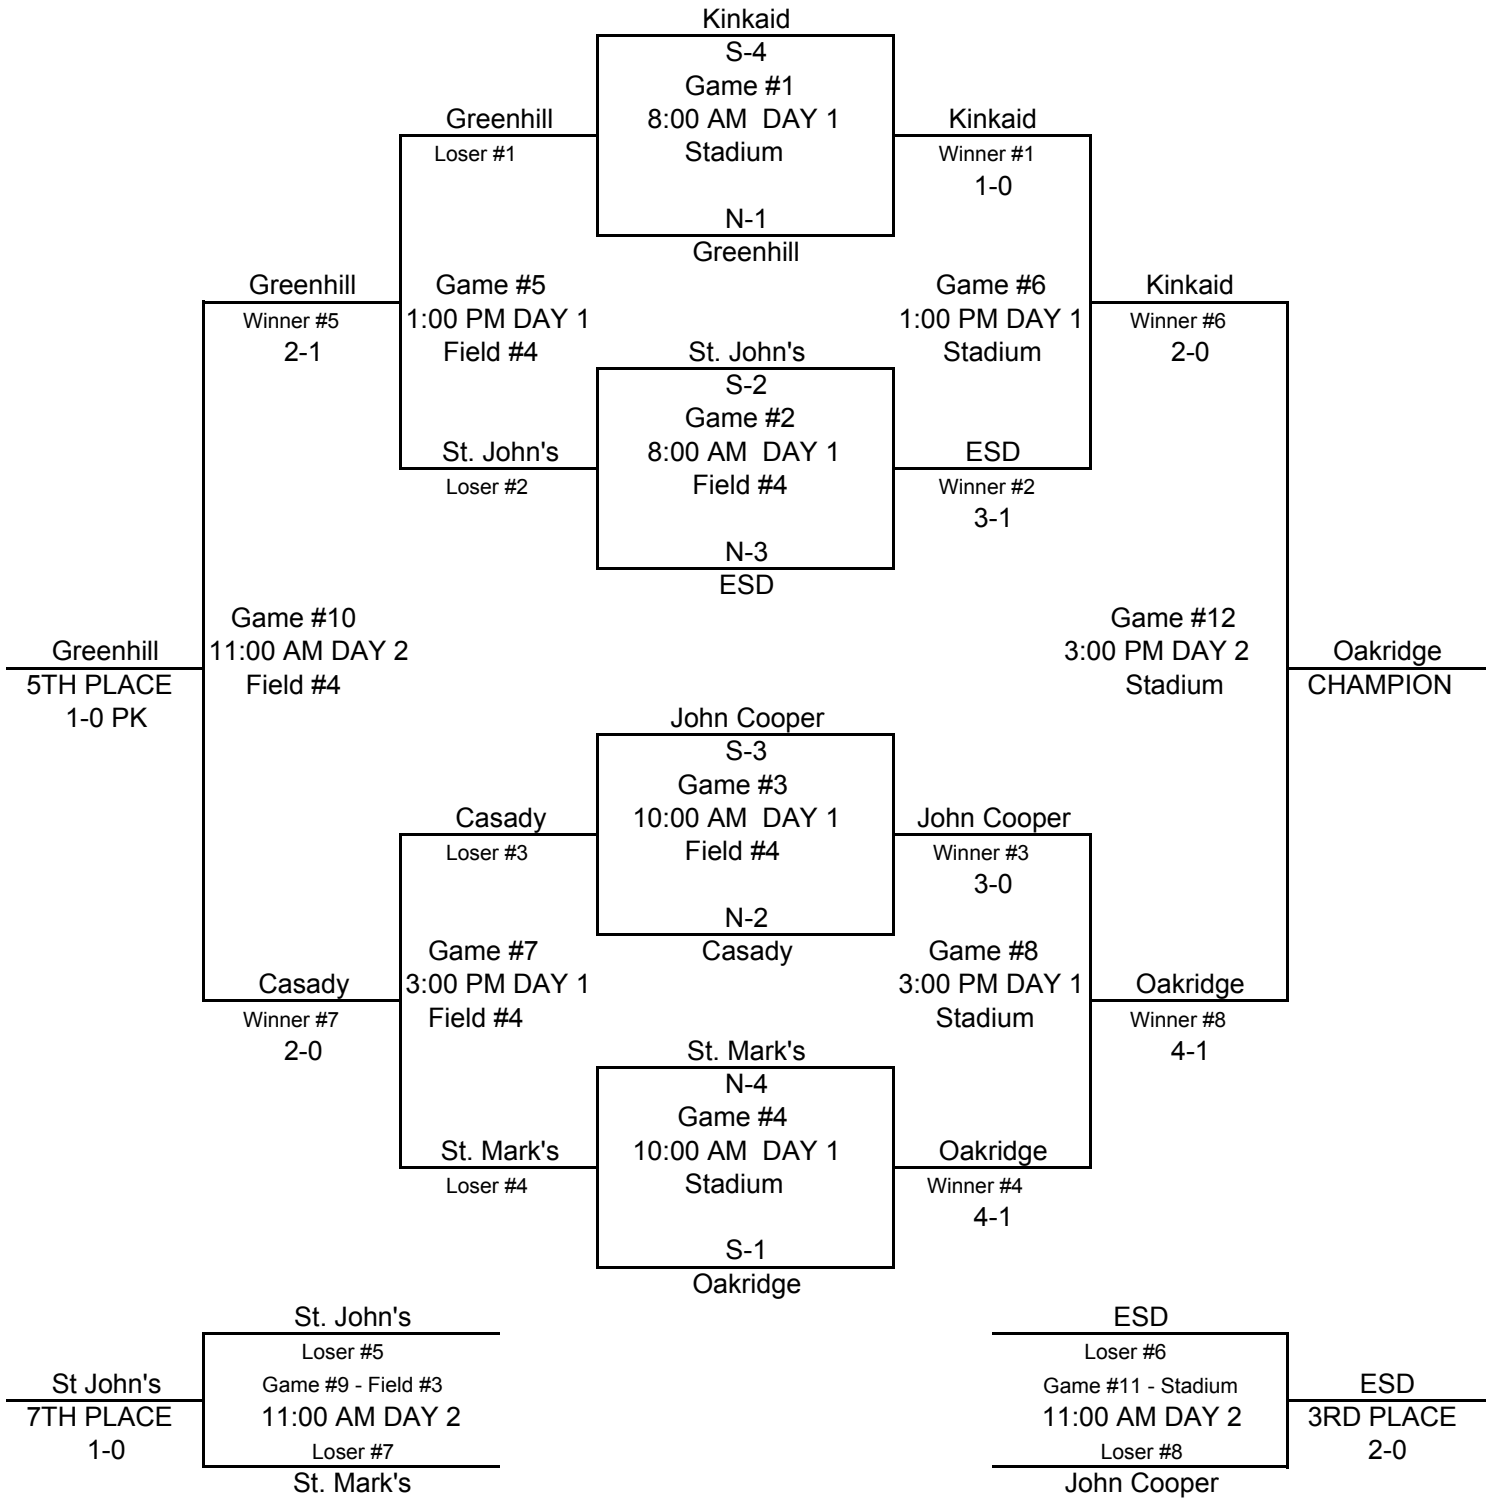 Kinkaid
S-4
Game #1
Greenhill 8:00 AM  DAY 1 Kinkaid
Loser #1 Stadium Winner #1
1-0
N-1
Greenhill
Greenhill Game #5 Game #6 Kinkaid
Winner #5 1:00 PM DAY 1 1:00 PM DAY 1 Winner #6
2-1 Field #4 St. John's Stadium 2-0
S-2
Game #2
St. John's 8:00 AM  DAY 1 ESD
Loser #2 Field #4 Winner #2
3-1
N-3
ESD
Game #10 Game #12
Greenhill 11:00 AM DAY 2 3:00 PM DAY 2 Oakridge
5TH PLACE Field #4 Stadium CHAMPION
1-0 PK John Cooper
S-3
Game #3
Casady 10:00 AM  DAY 1 John Cooper
Loser #3 Field #4 Winner #3
3-0
N-2
Game #7 Casady Game #8
Casady 3:00 PM DAY 1 3:00 PM DAY 1 Oakridge
Winner #7 Field #4 Stadium Winner #8
2-0 St. Mark's 4-1
N-4
Game #4
St. Mark's 10:00 AM  DAY 1 Oakridge
Loser #4 Stadium Winner #4
4-1
S-1
Oakridge
St. John's ESD
Loser #5 Loser #6
St John's Game #9 - Field #3 Game #11 - Stadium ESD
7TH PLACE 11:00 AM DAY 2 11:00 AM DAY 2 3RD PLACE
1-0 Loser #7 Loser #8 2-0
St. Mark's John Cooper